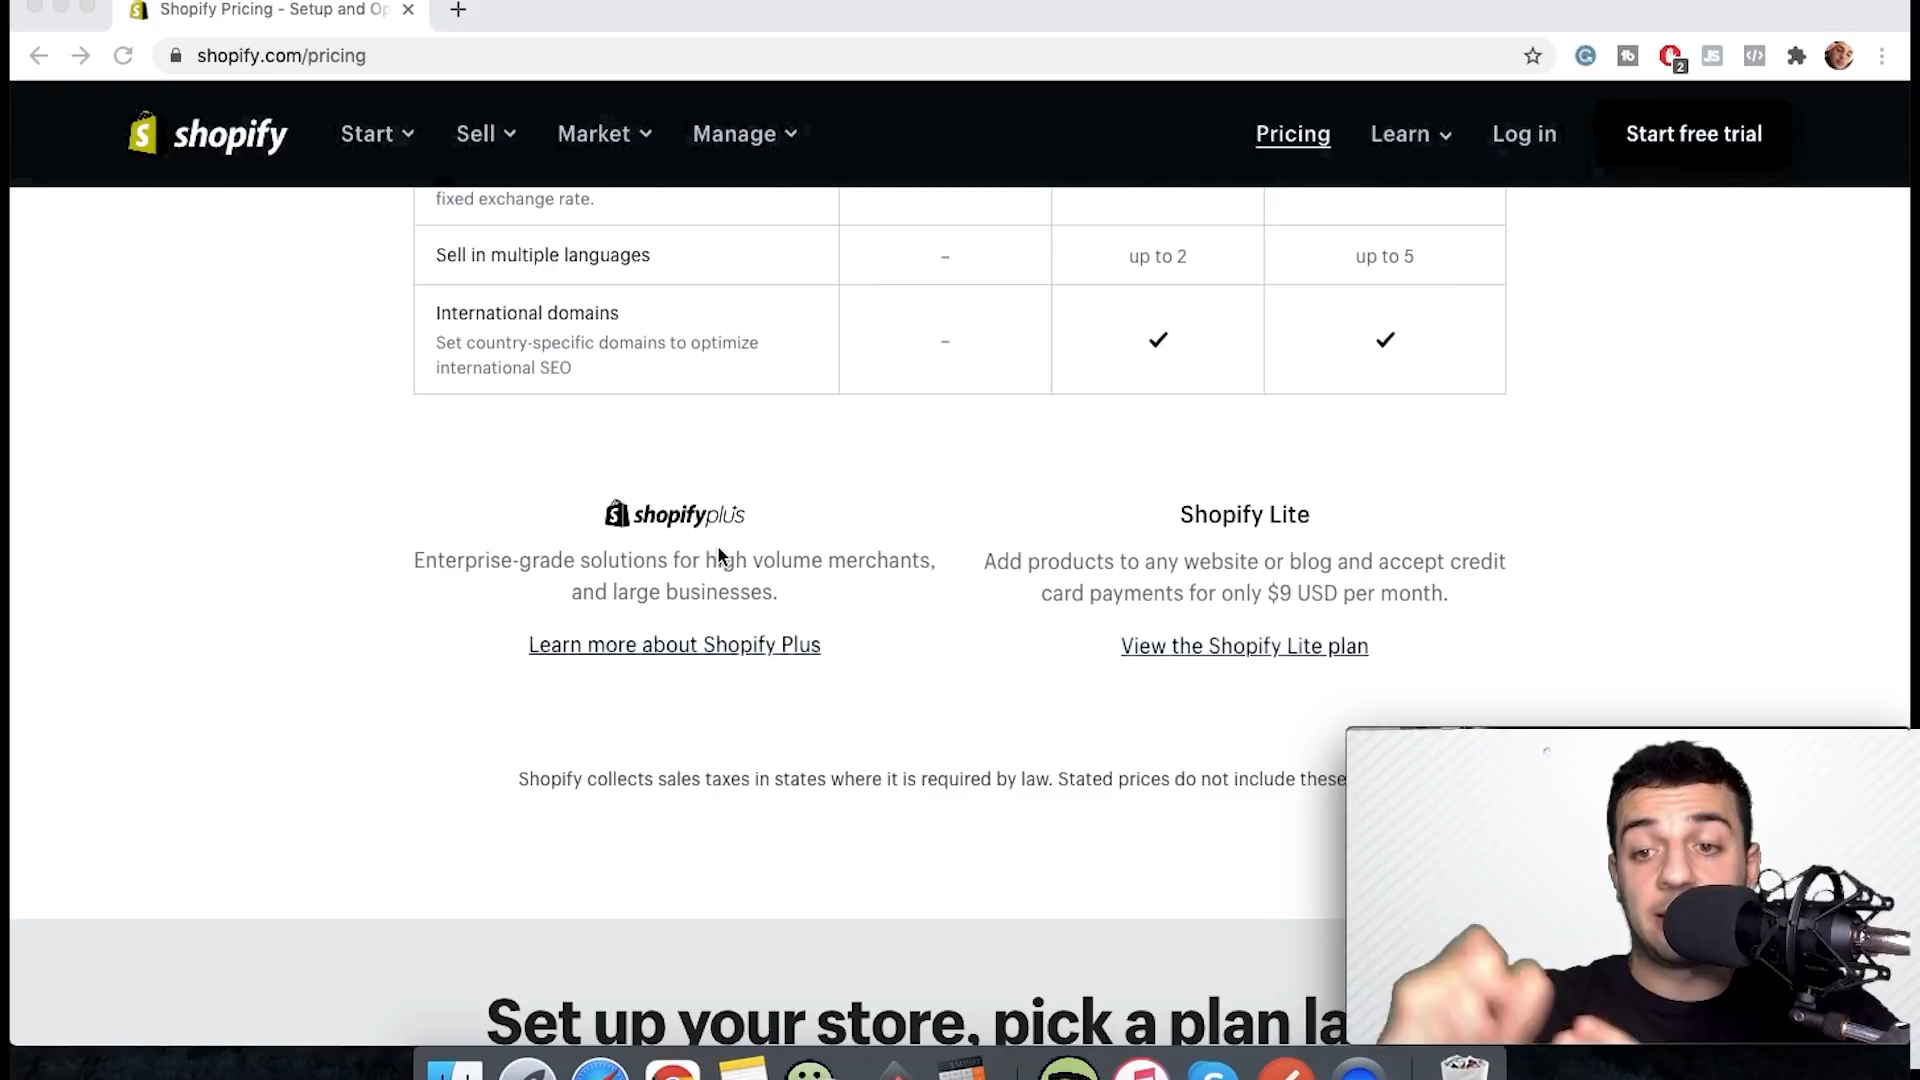 Shopify Pricing - Setup and Op
shopify.com/pricing
2
JS
shopify
Start
Sell
Market
Manage
Pricing
Learn
Log in
Start free trial
fixed exchange rate.
Sell in multiple languages
–
up to 2
up to 5
International domains
Set country-specific domains to optimize
international SEO
–
shopifyplus
Enterprise-grade solutions for high volume merchants,
and large businesses.
Learn more about Shopify Plus
Shopify Lite
Add products to any website or blog and accept credit
card payments for only $9 USD per month.
View the Shopify Lite plan
Shopify collects sales taxes in states where it is required by law. Stated prices do not include these
Set up your store, pick a plan la